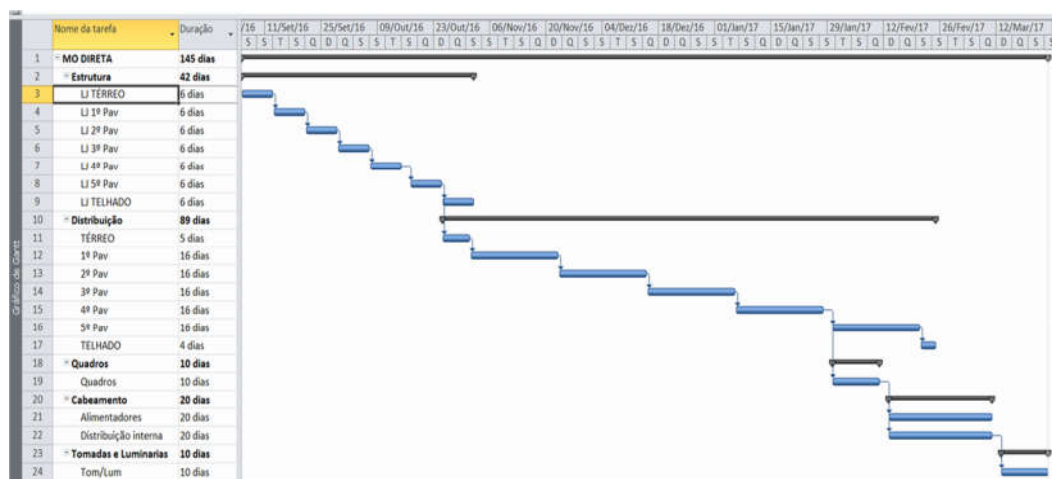 Nome da tarefa Duração /16 11/Set/16 25/Set/16 09/Out/16 23/Out/16 06/Nov/16 20/Nov/16 04/Dez/16 18/Dez/16 01/Jan/17 15/Jan/17 29/Jan/17 12/Fev/17 26/Fev/17 12/Mar/17
S S T S Q D Q S S T S Q D Q S S T S Q D Q S S T S Q D Q S S T S Q D Q S S T S Q D Q S S T S Q D Q S S T S Q D Q S S
1 MO DIRETA 145 dias
2 Estrutura 42 dias
3 LJ TÉRREO 6 dias
4 LJ 1º Pav 6 dias
5 LJ 2º Pav 6 dias
6 LJ 3º Pav 6 dias
7 LJ 4º Pav 6 dias
8 LJ 5º Pav 6 dias
9 LJ TELHADO 6 dias
10 Distribuição 89 dias
11 TÉRREO 5 dias
12 1º Pav 16 dias
13 2º Pav 16 dias
14 3º Pav 16 dias
15 4º Pav 16 dias
16 5º Pav 16 dias
17 TELHADO 4 dias
18 Quadros 10 dias
19 Quadros 10 dias
20 Cabeamento 20 dias
21 Alimentadores 20 dias
22 Distribuição interna 20 dias
23 Tomadas e Luminarias 10 dias
24 Tom/Lum 10 dias
Gráfico de Gantt